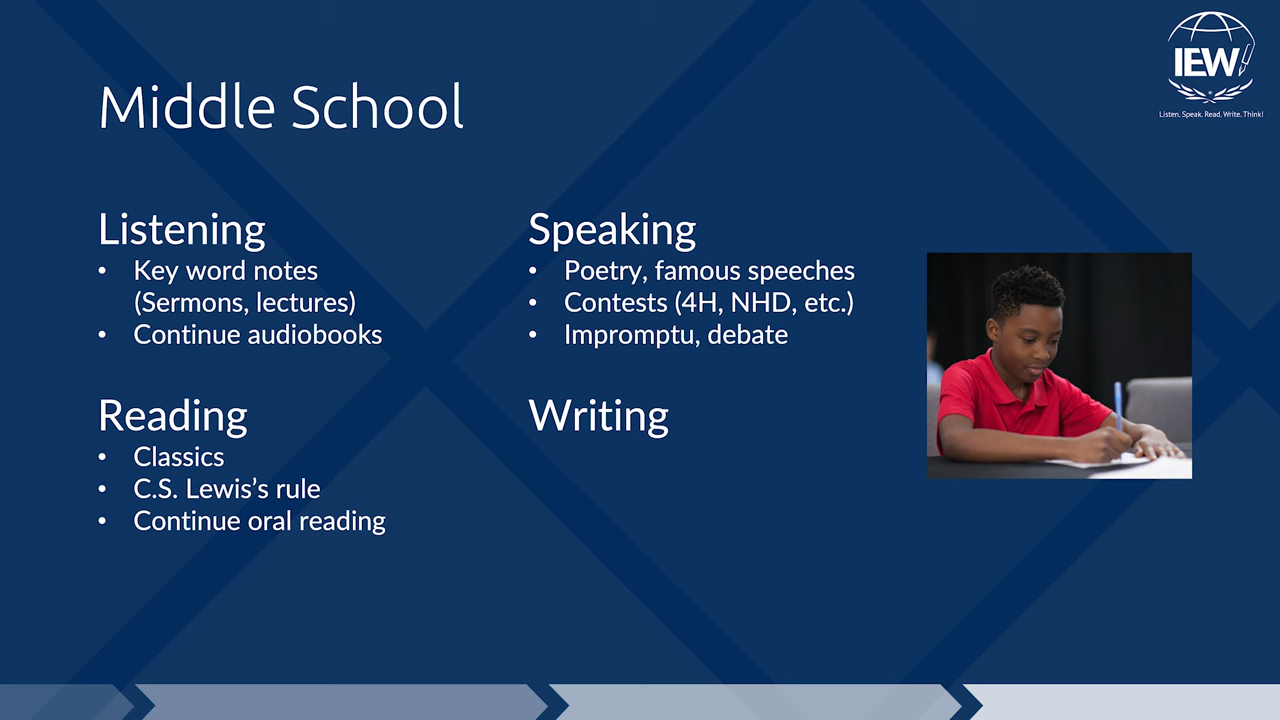 IEW
Listen. Speak. Read. Write. Think!
Middle School
Listening
• Key word notes
(Sermons, lectures)
• Continue audiobooks
Speaking
• Poetry, famous speeches
• Contests (4H, NHD, etc.)
• Impromptu, debate
Reading
• Classics
• C.S. Lewis’s rule
• Continue oral reading
Writing